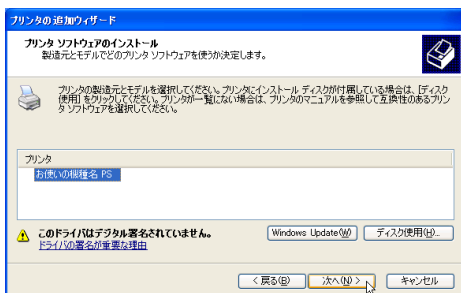 プリンタの追加ウィザード
プリンタ ソフトウェアのインストール
製造元とモデルでどのプリンタ ソフトウェアを使うか決定します。
プリンタの製造元とモデルを選択してください。プリンタにインストール ディスクが付属している場合は、[ディスク
使用] をクリックしてください。プリンタが一覧にない場合は、プリンタのマニュアルを参照して互換性のあるプリン
タ ソフトウェアを選択してください。
プリンタ
お使いの機種名 PS
このドライバはデジタル署名されていません。
ドライバの署名が重要な理由
Windows Update(W)
ディスク使用(H)...
< 戻る(B)
次へ(N) >
キャンセル